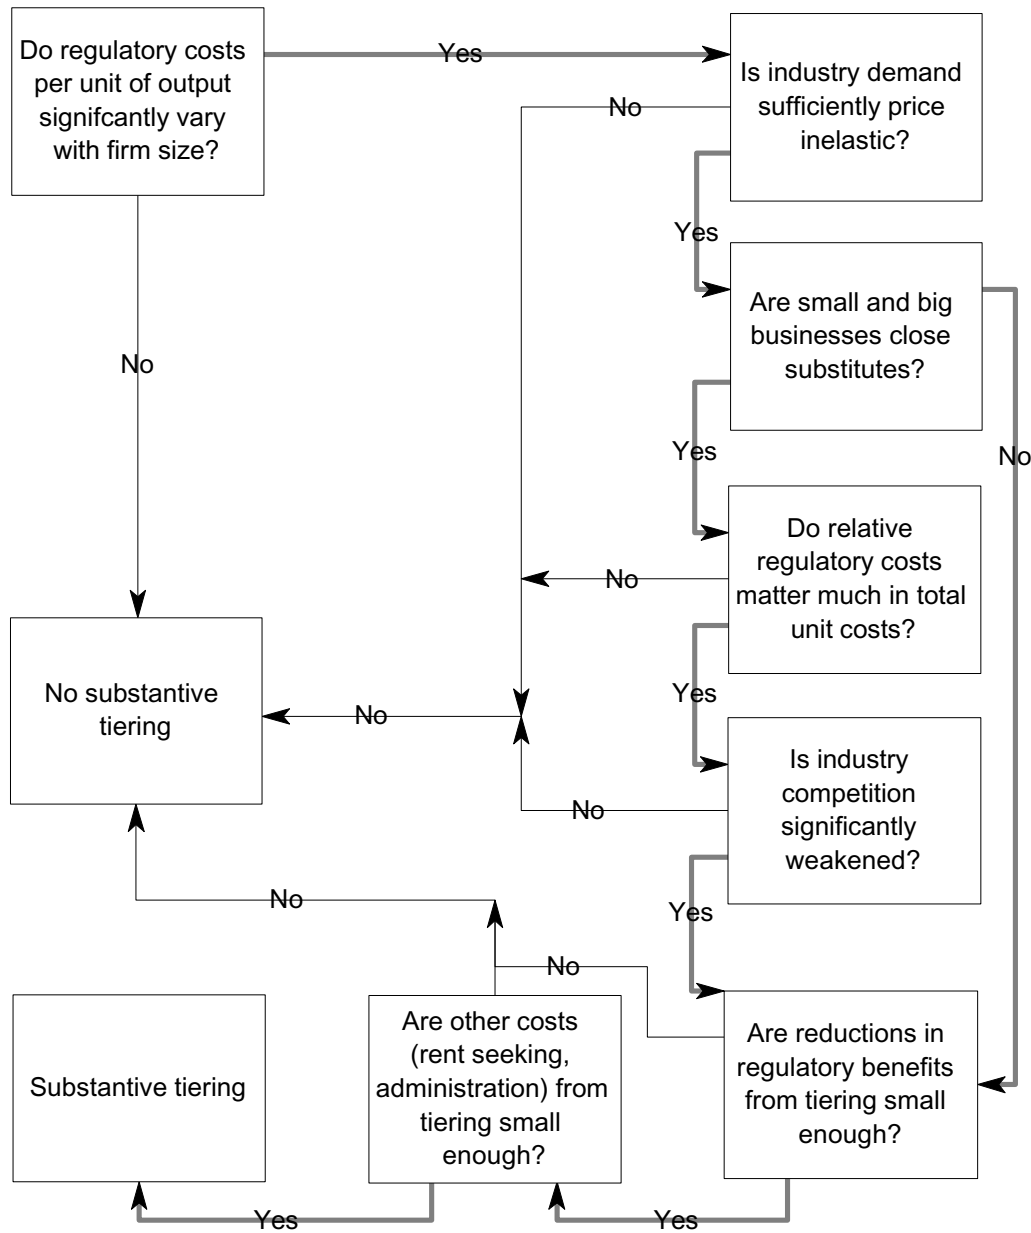 Do regulatory costs
per unit of output
signifcantly vary
with firm size?
Yes
Is industry demand
sufficiently price
inelastic?
No
Yes
Are small and big
businesses close
substitutes?
No
Yes
No
Do relative
regulatory costs
matter much in total
unit costs?
No
Yes
No substantive
tiering
No
Is industry
competition
significantly
weakened?
No
Yes
No
No
Are reductions in
regulatory benefits
from tiering small
enough?
Are other costs
(rent seeking,
administration) from
tiering small
enough?
Substantive tiering
Yes
Yes